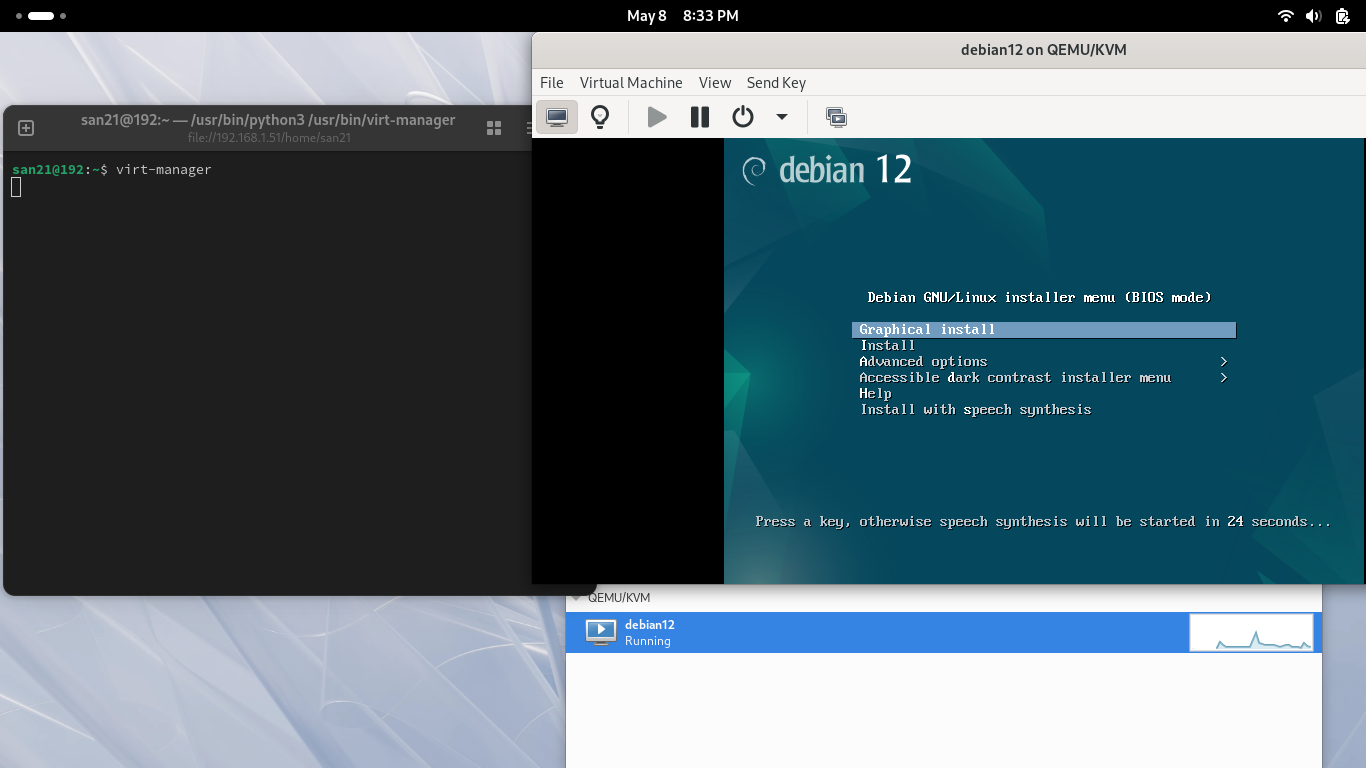 May 8 8:33 PM
san21@192:~ — /usr/bin/python3 /usr/bin/virt-manager
file://192.168.1.51/home/san21
san21@192:~$ virt-manager
debian12 on QEMU/KVM
File Virtual Machine View Send Key
debian 12
Debian GNU/Linux installer menu (BIOS mode)
Graphical install
Install
Advanced options >
Accessible dark contrast installer menu >
Help
Install with speech synthesis
Press a key, otherwise speech synthesis will be started in 24 seconds...
QEMU/KVM
debian12
Running